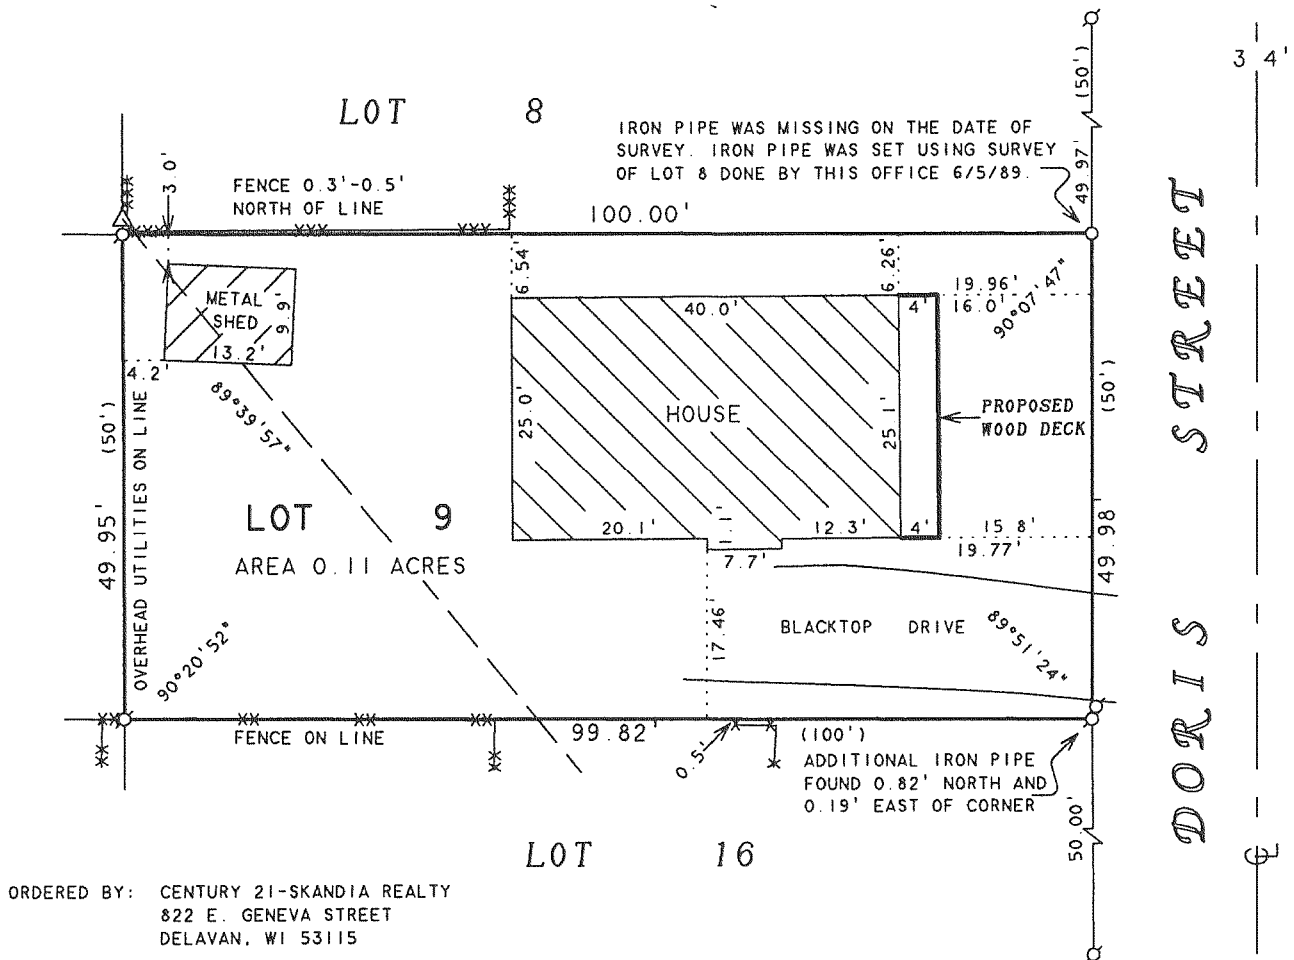 3 4'
(50')
LOT 8
IRON PIPE WAS MISSING ON THE DATE OF
SURVEY. IRON PIPE WAS SET USING SURVEY
OF LOT 8 DONE BY THIS OFFICE 6/5/89.
49.97'
3.0'
FENCE 0.3'-0.5'
NORTH OF LINE
100.00'
6.54'
6.26'
19.96'
90°07'47"
METAL
SHED
9.9'
13.2'
40.0'
4'
16.0'
4.2'
89°39'57"
25.0'
HOUSE
25.1'
PROPOSED
WOOD DECK
(50')
(50')
OVERHEAD UTILITIES ON LINE
49.95'
LOT 9
AREA 0.11 ACRES
20.1'
12.3'
4'
15.8'
19.77'
7.7'
49.98'
17.46'
BLACKTOP DRIVE
89°51'24"
90°20'52"
FENCE ON LINE
99.82'
(100')
0.5'
ADDITIONAL IRON PIPE
FOUND 0.82' NORTH AND
0.19' EAST OF CORNER
50.00'
DORIS STREET
LOT 16
ORDERED BY: CENTURY 21-SKANDIA REALTY
822 E. GENEVA STREET
DELAVAN, WI 53115